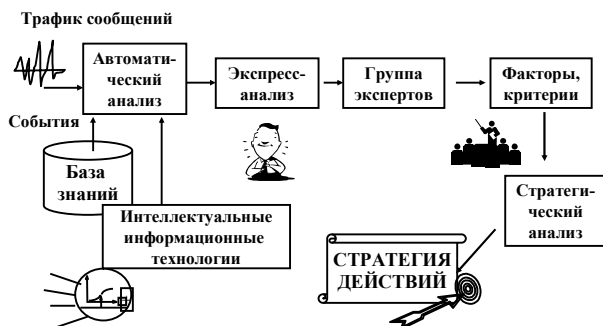 Трафик сообщений
Автомати-
ческий
анализ
Экспресс-
анализ
Группа
экспертов
Факторы,
критерии
События
База
знаний
Интеллектуальные
информационные
технологии
Стратеги-
ческий
анализ
СТРАТЕГИЯ
ДЕЙСТВИЙ